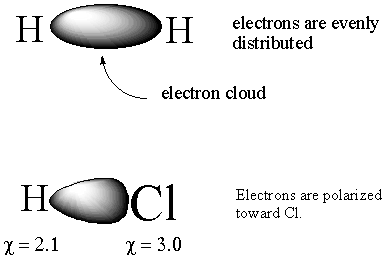 H H
electrons are evenly
distributed
electron cloud
H Cl
Electrons are polarized
toward Cl.
χ = 2.1 χ = 3.0